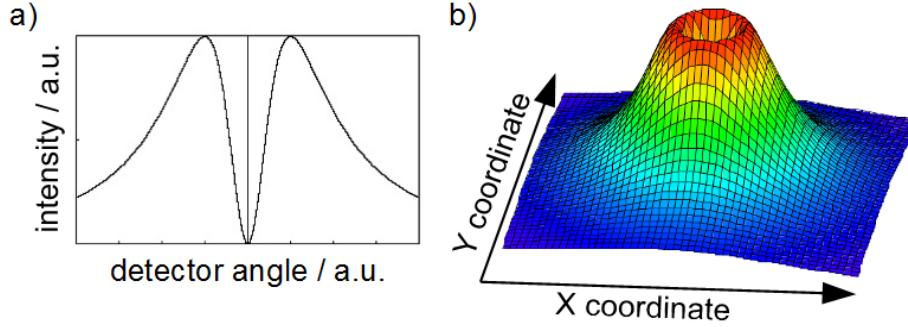 a)
intensity / a.u.
detector angle / a.u.
b)
Y coordinate
X coordinate